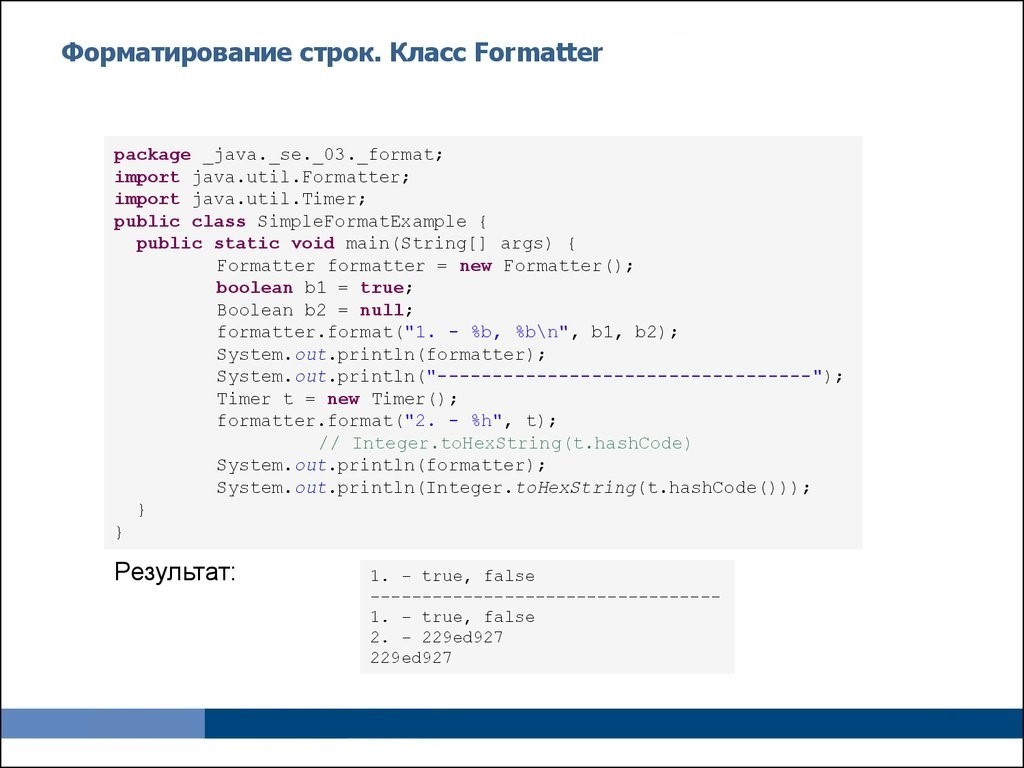 Форматирование строк. Класс Formatter
package _java._se._03._format;
import java.util.Formatter;
import java.util.Timer;
public class SimpleFormatExample {
public static void main(String[] args) {
Formatter formatter = new Formatter();
boolean b1 = true;
Boolean b2 = null;
formatter.format("1. - %b, %b\n", b1, b2);
System.out.println(formatter);
System.out.println("----------------------------------");
Timer t = new Timer();
formatter.format("2. - %h", t);
// Integer.toHexString(t.hashCode)
System.out.println(formatter);
System.out.println(Integer.toHexString(t.hashCode()));
}
}
Результат:
1. - true, false
----------------------------------
1. - true, false
2. - 229ed927
229ed927